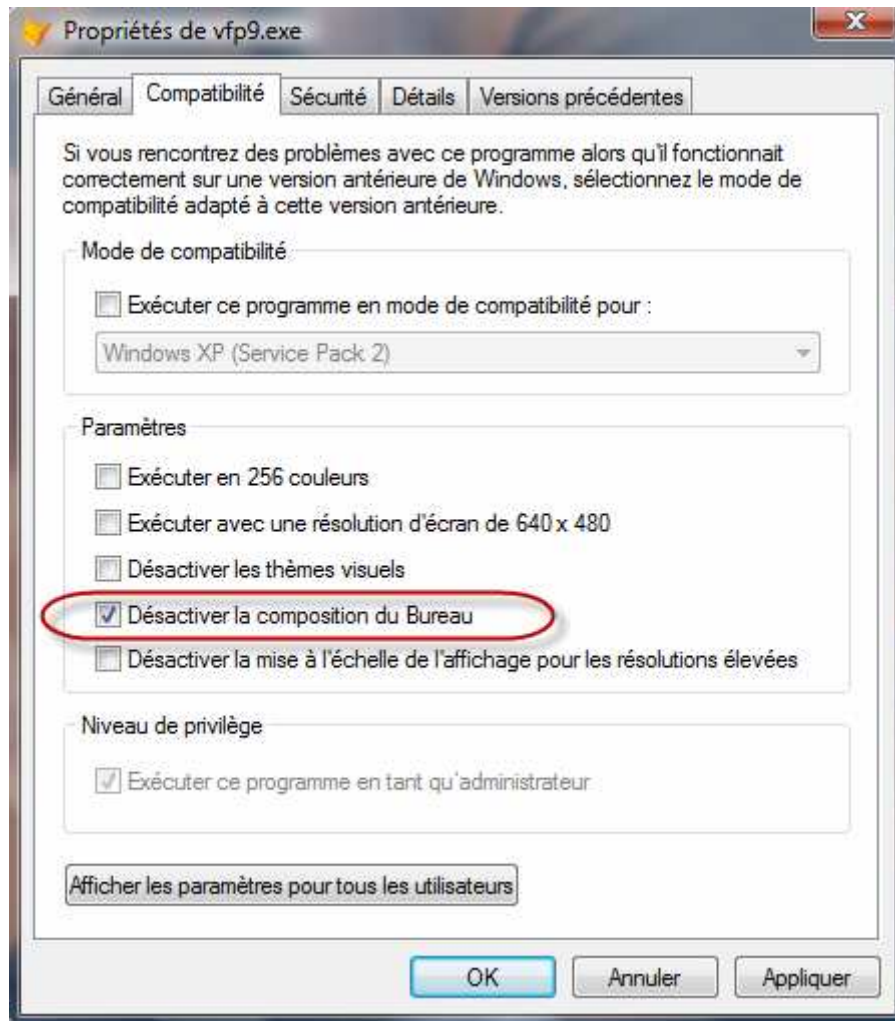 Propriétés de vfp9.exe
Général Compatibilité Sécurité Détails Versions précédentes
Si vous rencontrez des problèmes avec ce programme alors qu'il fonctionnait
correctement sur une version antérieure de Windows, sélectionnez le mode de
compatibilité adapté à cette version antérieure.
Mode de compatibilité
Exécuter ce programme en mode de compatibilité pour :
Windows XP (Service Pack 2)
Paramètres
Exécuter en 256 couleurs
Exécuter avec une résolution d'écran de 640 x 480
Désactiver les thèmes visuels
Désactiver la composition du Bureau
Désactiver la mise à l'échelle de l'affichage pour les résolutions élevées
Niveau de privilège
Exécuter ce programme en tant qu'administrateur
Afficher les paramètres pour tous les utilisateurs
OK Annuler Appliquer